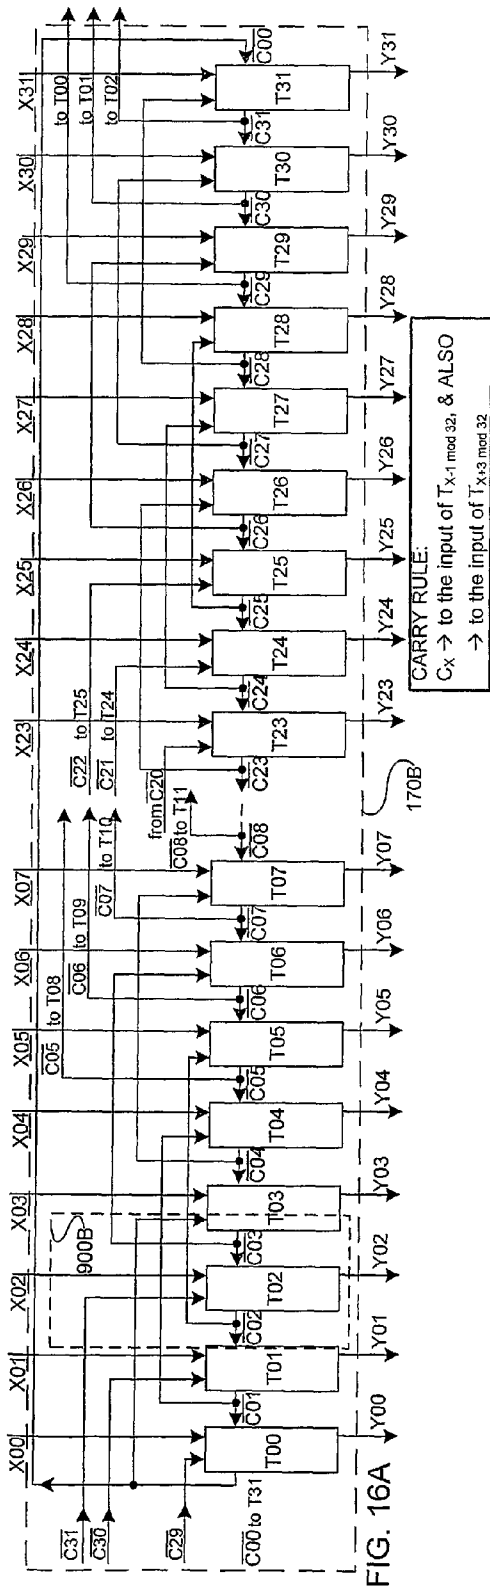 X00 X01 X02 X03 X04 X05 X06 X07 X23 X24 X25 X26 X27 X28 X29 X30 X31
C05 to T08
C22 to T25
to T00
C31
900B
C06 to T09
C21 to T24
to T01
C30
C07 to T10
to T02
from C20
C29
C08 to T11
C00 to T31
C01 C02 C03 C04 C05 C06 C07 C08 C23 C24 C25 C26 C27 C28 C29 C30 C31 C00
T00 T01 T02 T03 T04 T05 T06 T07 T23 T24 T25 T26 T27 T28 T29 T30 T31
Y00 Y01 Y02 Y03 Y04 Y05 Y06 Y07 Y23 Y24 Y25 Y26 Y27 Y28 Y29 Y30 Y31
170B
FIG. 16A
CARRY RULE:
CX → to the input of TX-1 mod 32, & ALSO
→ to the input of TX+3 mod 32